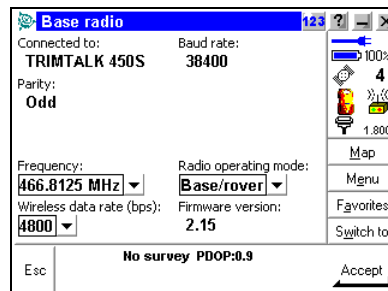 Base radio 123 ? — X
Connected to: Baud rate:
TRIMTALK 450S 38400
100%
Parity:
Odd
4
1.800
Map
Frequency: Radio operating mode:
466.8125 MHz Base/rover
Menu
Wireless data rate (bps): Firmware version:
4800 2.15
Favorites
Switch to
No survey PDOP:0.9
Esc Accept